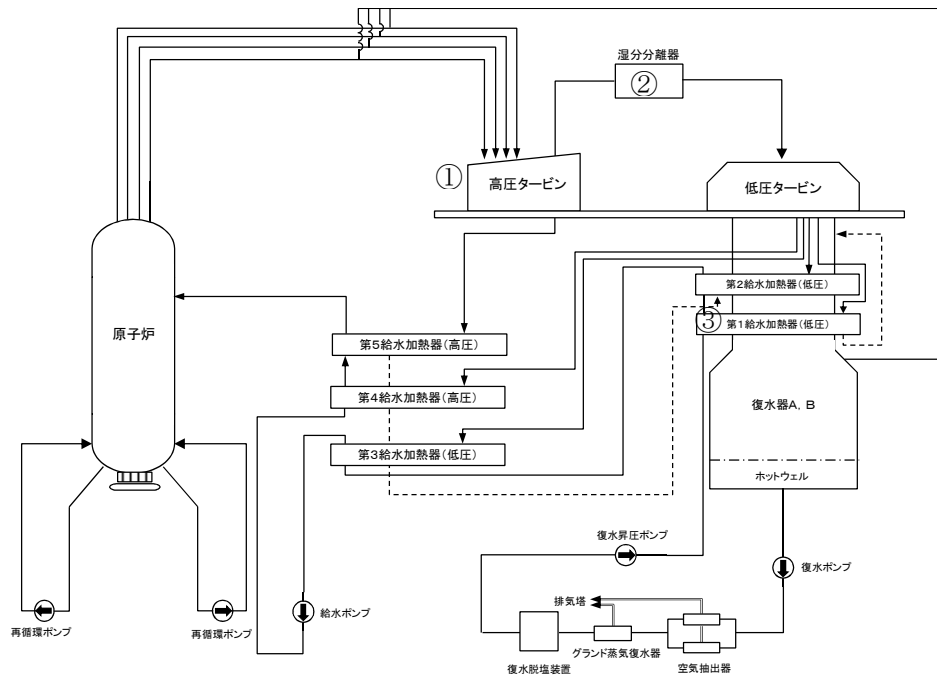 湿分分離器
②
①
高圧タービン
低圧タービン
原子炉
第2給水加熱器(低圧)
③
第1給水加熱器(低圧)
第5給水加熱器(高圧)
第4給水加熱器(高圧)
第3給水加熱器(低圧)
復水器A, B
ホットウェル
復水昇圧ポンプ
復水ポンプ
給水ポンプ
排気塔
再循環ポンプ
再循環ポンプ
グランド蒸気復水器
復水脱塩装置
空気抽出器